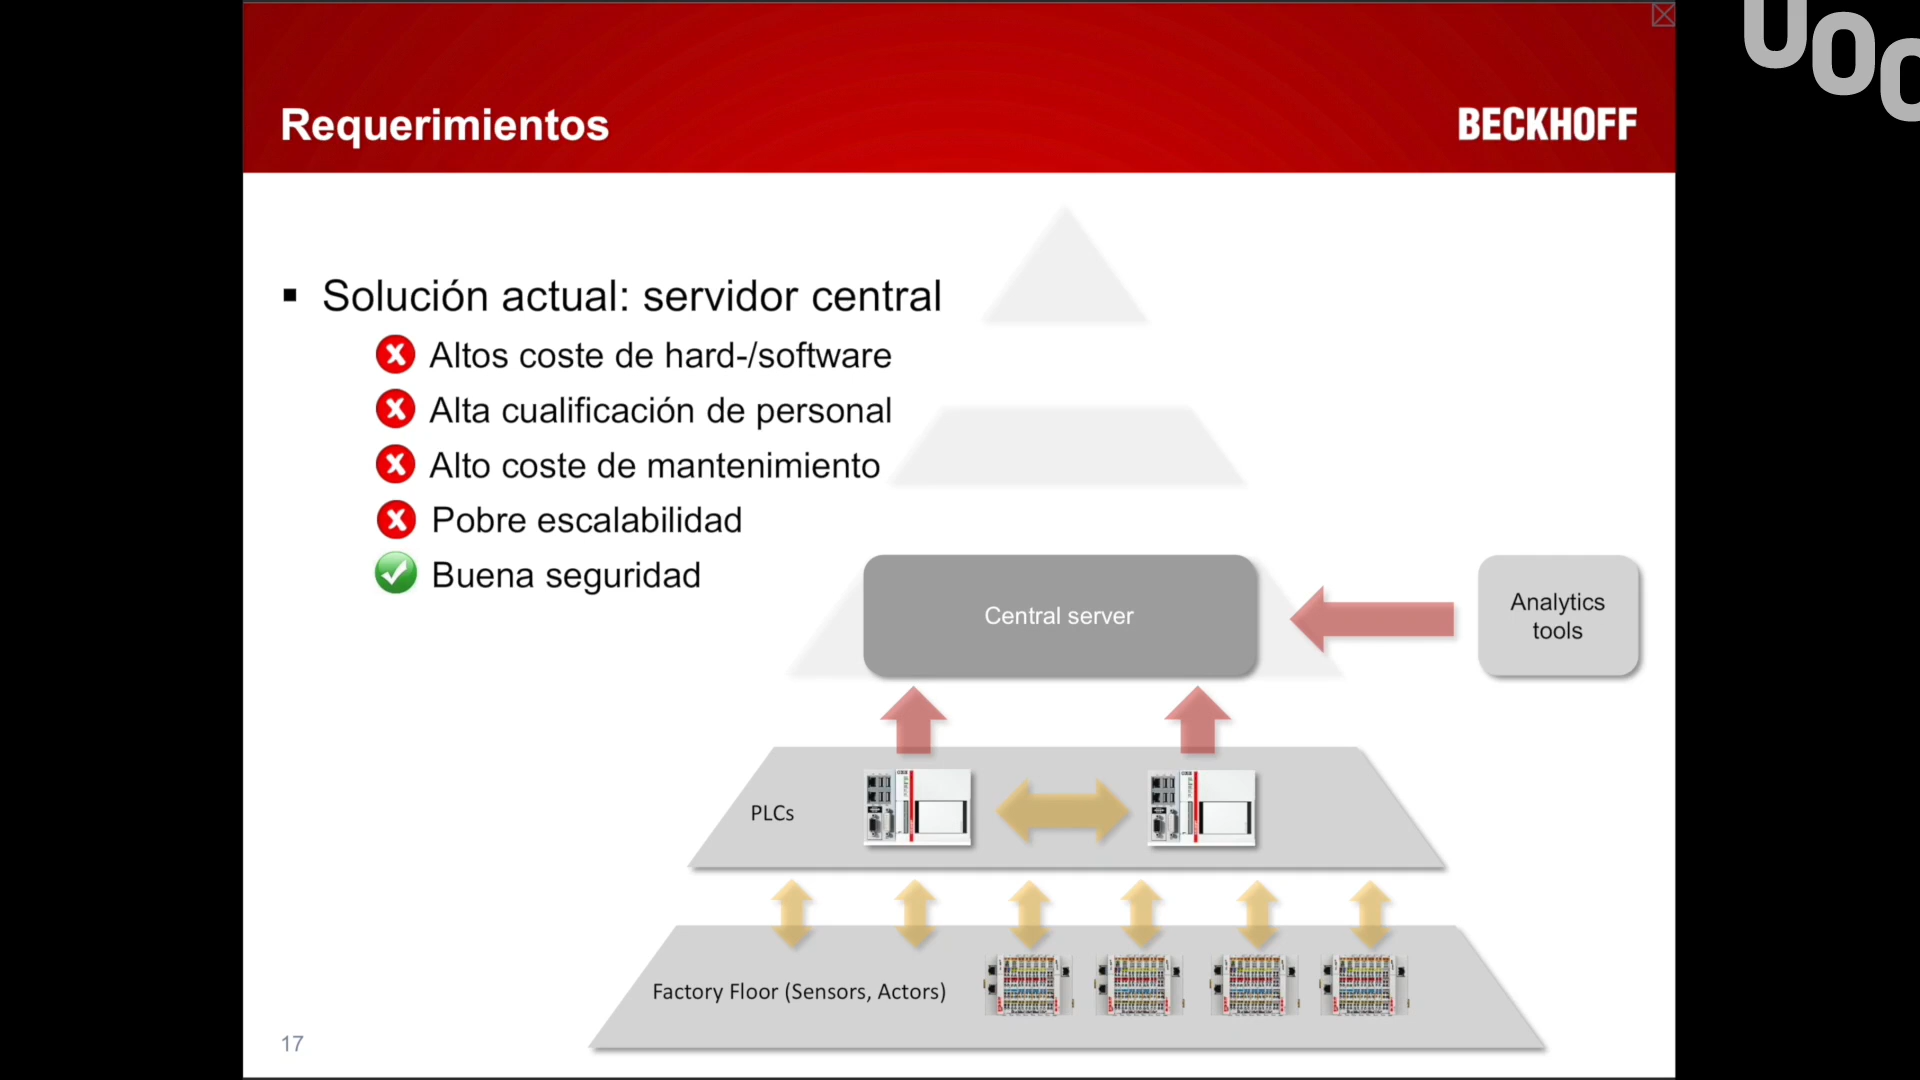 UOC
Requerimientos
BECKHOFF
Solución actual: servidor central
Altos coste de hard-/software
Alta cualificación de personal
Alto coste de mantenimiento
Pobre escalabilidad
Buena seguridad
Central server
Analytics
tools
PLCs
Factory Floor (Sensors, Actors)
17